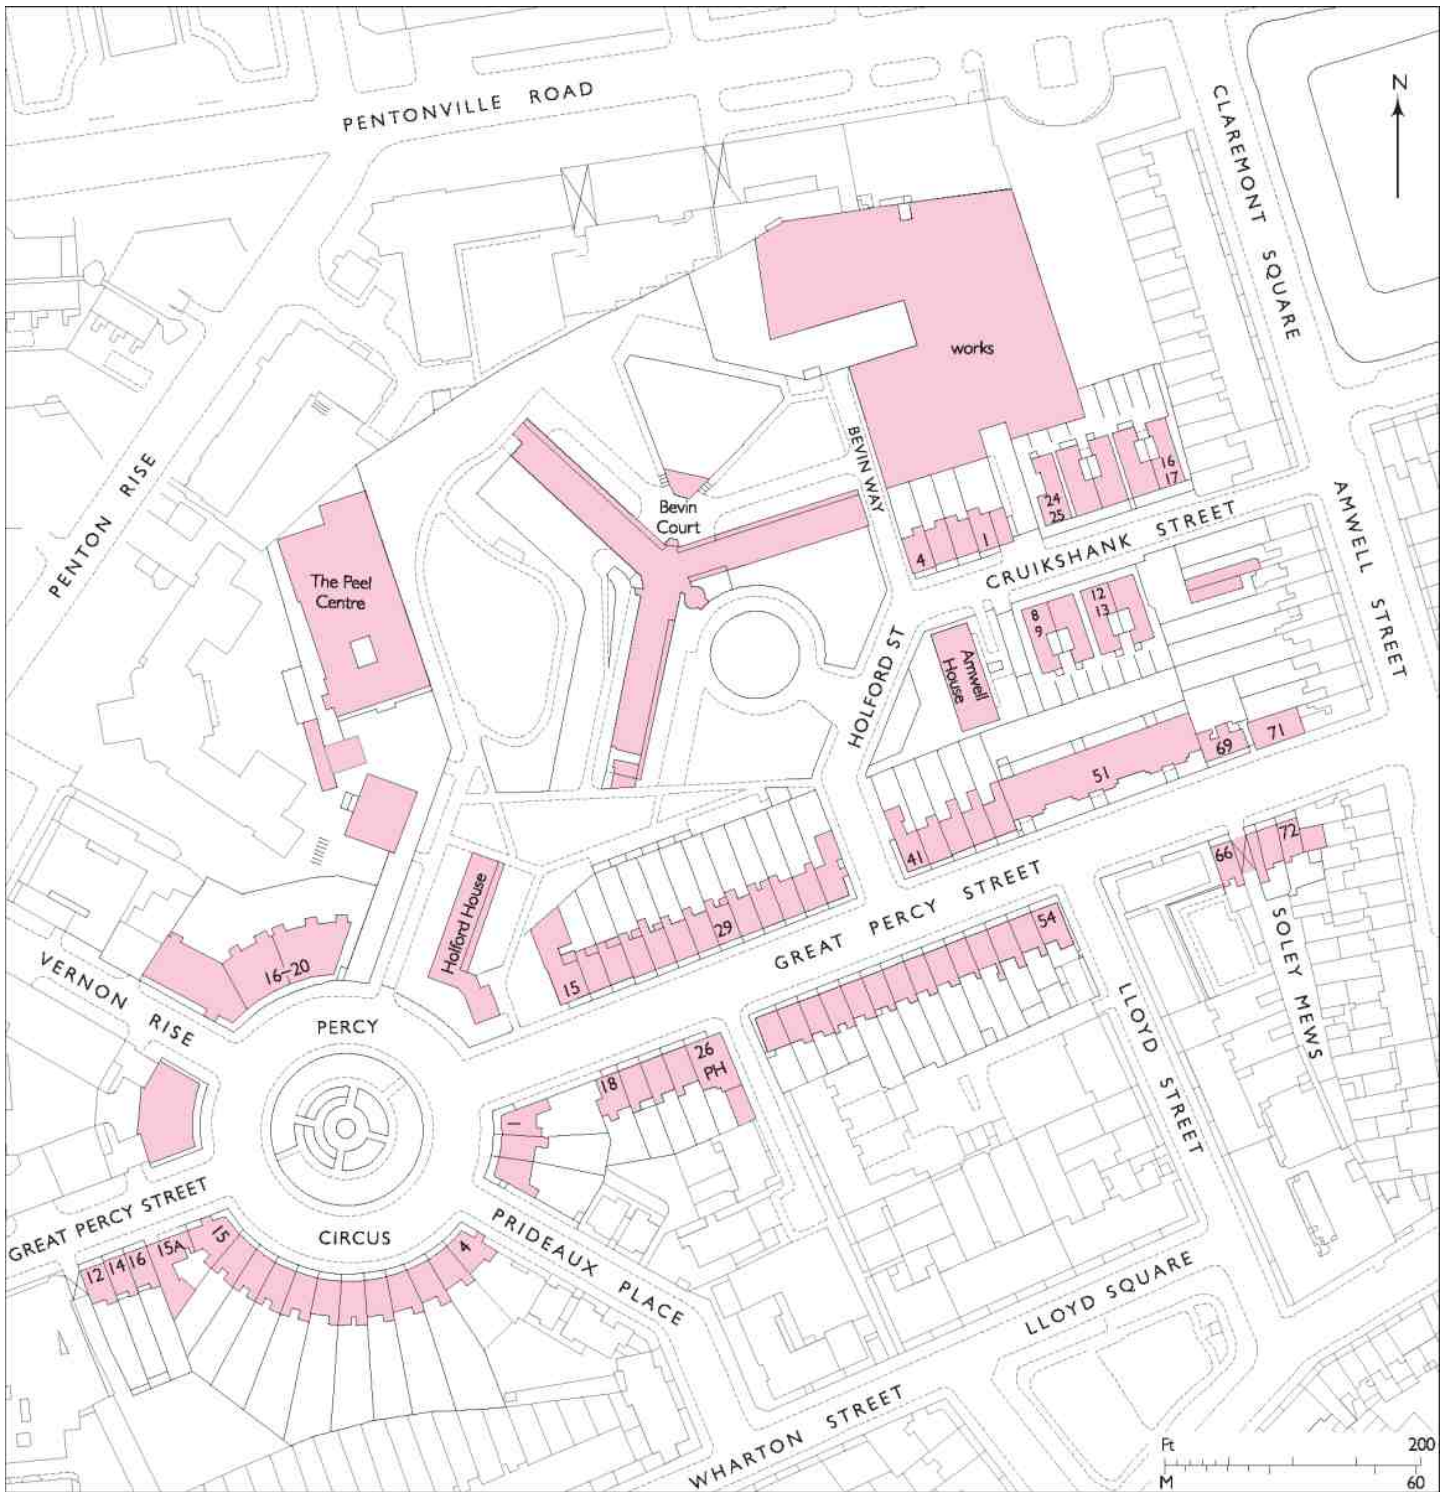 PENTONVILLE ROAD
CLAREMONT SQUARE
N
works
PENTON RISE
BEVIN WAY
Bevin
Court
16
17
24
25
4
1
CRUIKSHANK STREET
AMWELL STREET
The Peel
Centre
8
9
12
13
Amwell
House
HOLFORD ST
51
69
71
41
66
72
GREAT PERCY STREET
Holford House
29
15
54
SOLEY MEWS
VERNON RISE
16–20
PERCY
LLOYD STREET
18
26
PH
1
GREAT PERCY STREET
CIRCUS
PRIDEAUX PLACE
12
14
16
15A
15
4
LLOYD SQUARE
WHARTON STREET
Ft 200
M 60